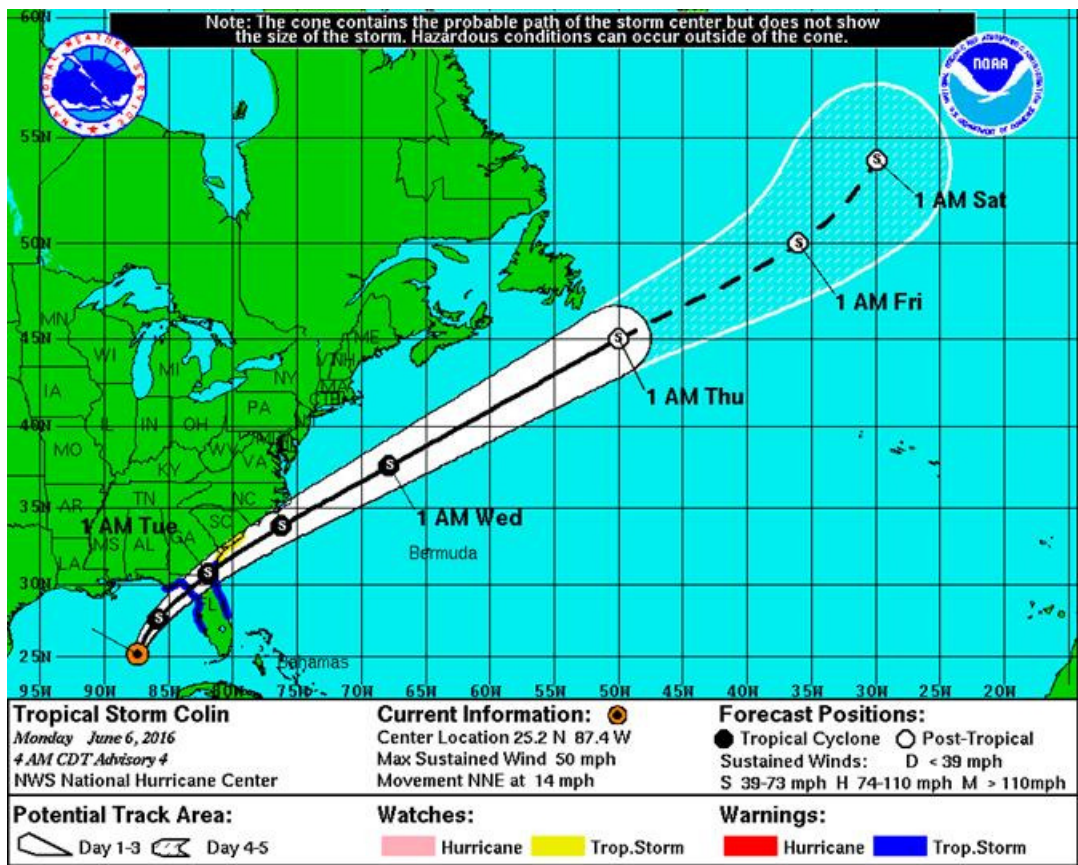 Note: The cone contains the probable path of the storm center but does not show
the size of the storm. Hazardous conditions can occur outside of the cone.
NATIONAL WEATHER SERVICE
NOAA
60N
55N
1 AM Sat
50N
1 AM Fri
MN
ME
45N
WI
VT NH
MI
NY
MA
1 AM Thu
IA
CT RI
PA
40N
IL
IN
OH
MO
WV
VA
KY
1 AM Wed
TN
NC
35N
AR
SC
1 AM Tue
MS
AL
GA
Bermuda
LA
30N
FL
25N
Bahamas
95W 90W 85W 80W 75W 70W 65W 60W 55W 50W 45W 40W 35W 30W 25W 20W
Tropical Storm Colin
Monday June 6, 2016
4 AM CDT Advisory 4
NWS National Hurricane Center
Current Information:
Center Location 25.2 N 87.4 W
Max Sustained Wind 50 mph
Movement NNE at 14 mph
Forecast Positions:
Tropical Cyclone Post-Tropical
Sustained Winds: D < 39 mph
S 39-73 mph H 74-110 mph M > 110mph
Potential Track Area:
Day 1-3 Day 4-5
Watches:
Hurricane Trop.Storm
Warnings:
Hurricane Trop.Storm